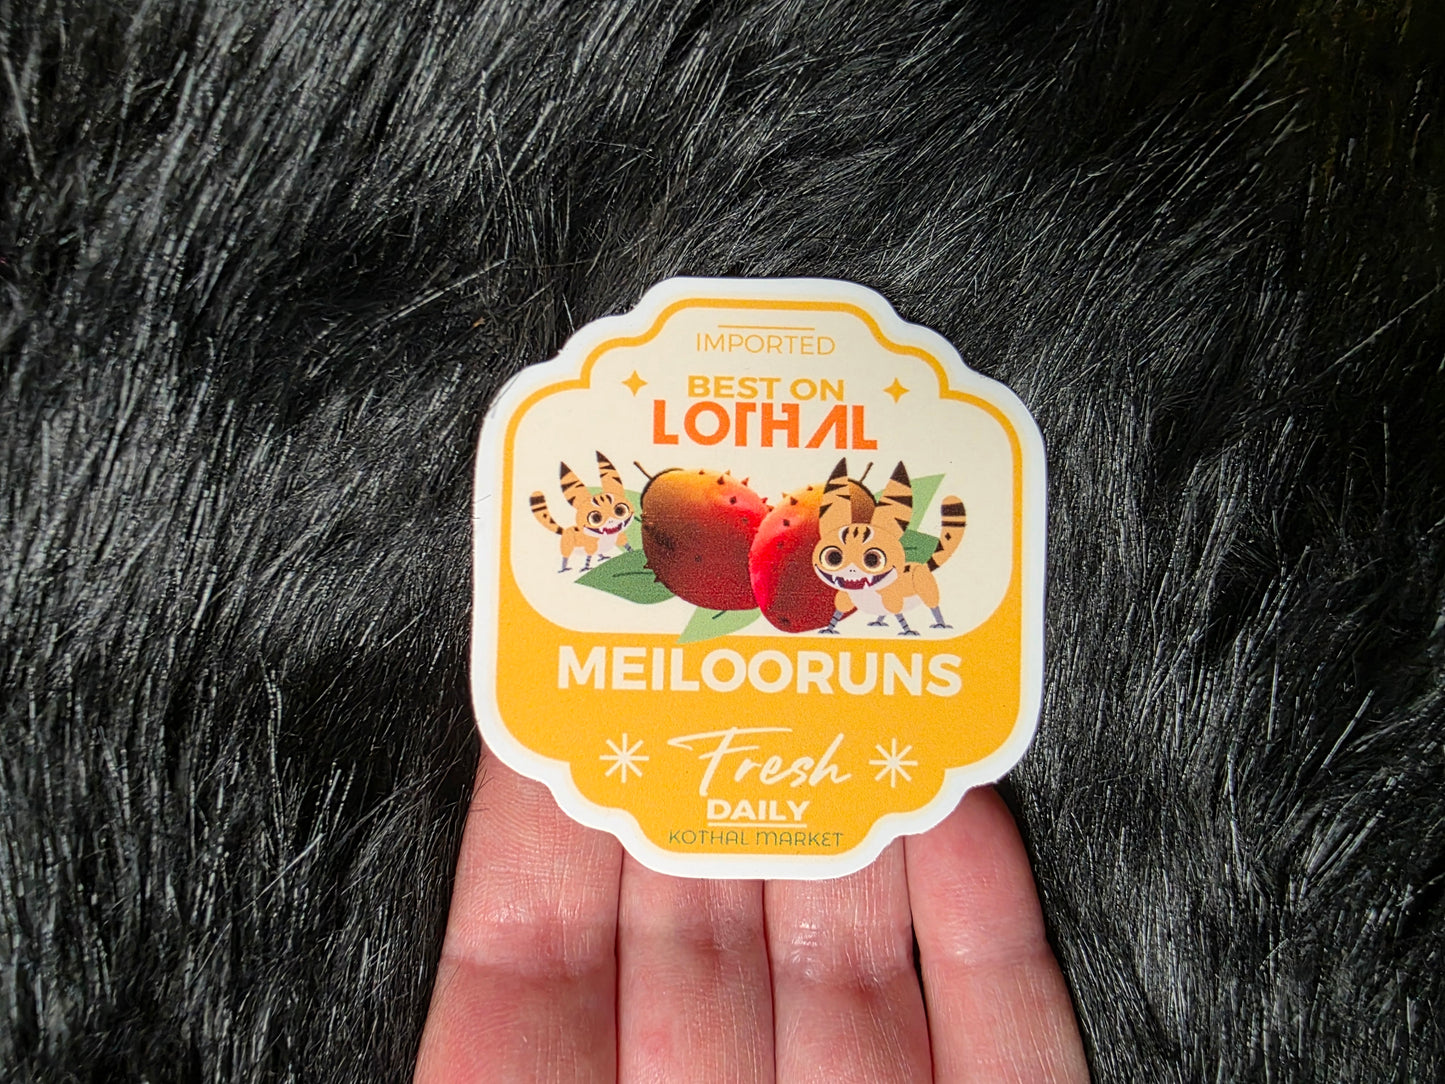 IMPORTED
BEST ON
LOTHAL
MEILOORUNS
Fresh
DAILY
KOTHAL MARKET